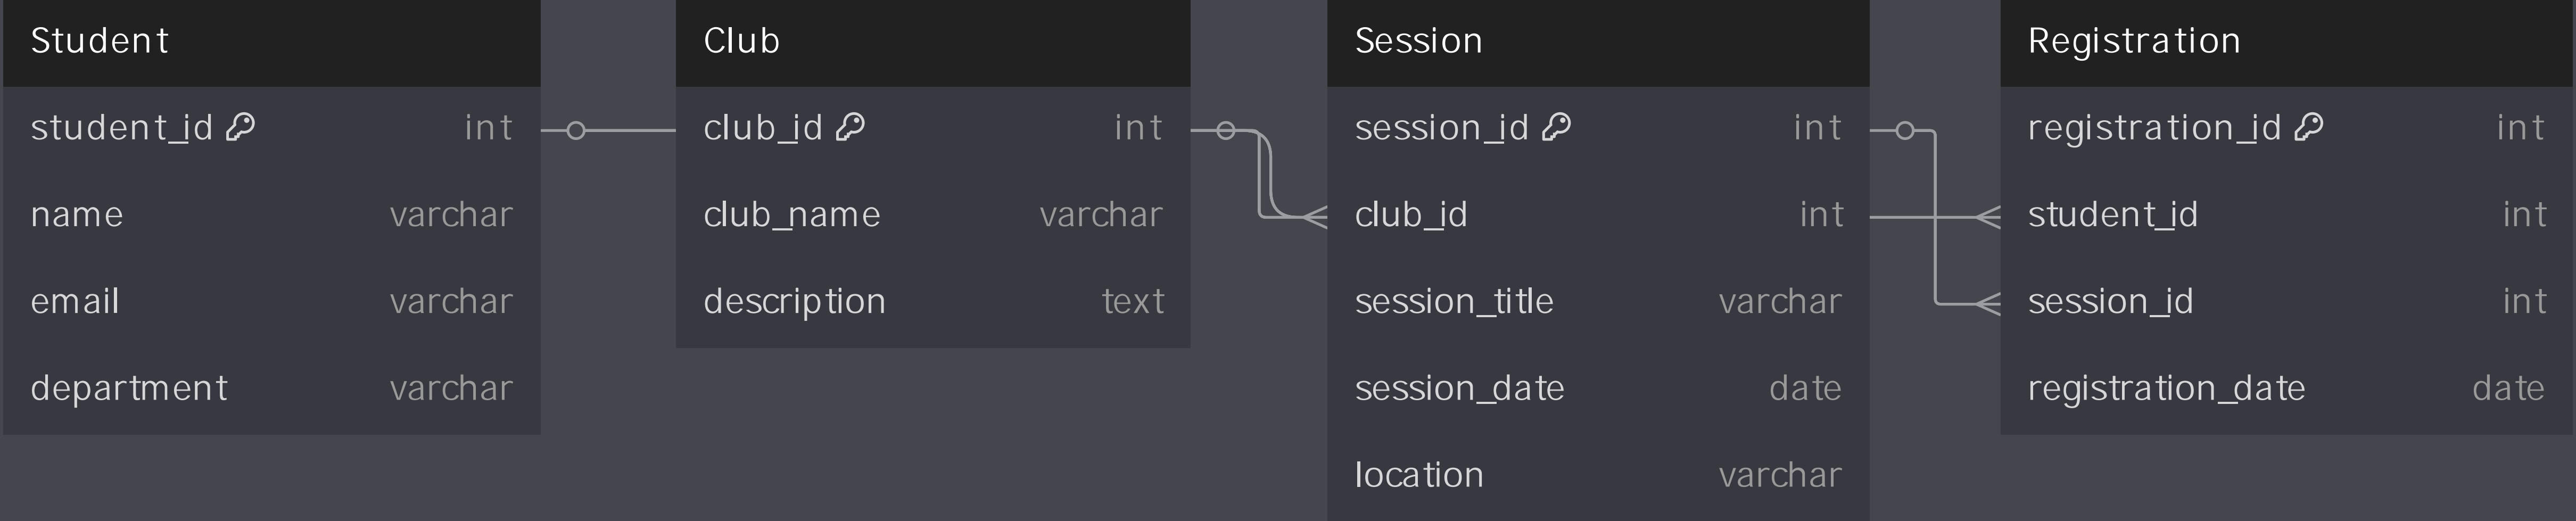 Student
student_id int
name varchar
email varchar
department varchar
Club
club_id int
club_name varchar
description text
Session
session_id int
club_id int
session_title varchar
session_date date
location varchar
Registration
registration_id int
student_id int
session_id int
registration_date date